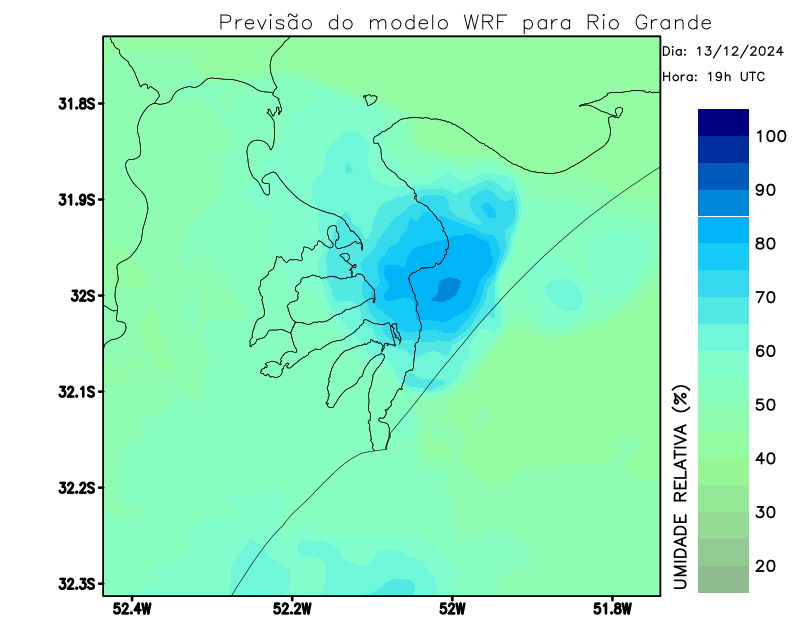 Previsão do modelo WRF para Rio Grande
Dia: 13/12/2024
Hora: 19h UTC
31.8S
31.9S
32S
32.1S
32.2S
32.3S
52.4W
52.2W
52W
51.8W
100
90
80
70
60
50
40
30
20
UMIDADE RELATIVA (%)